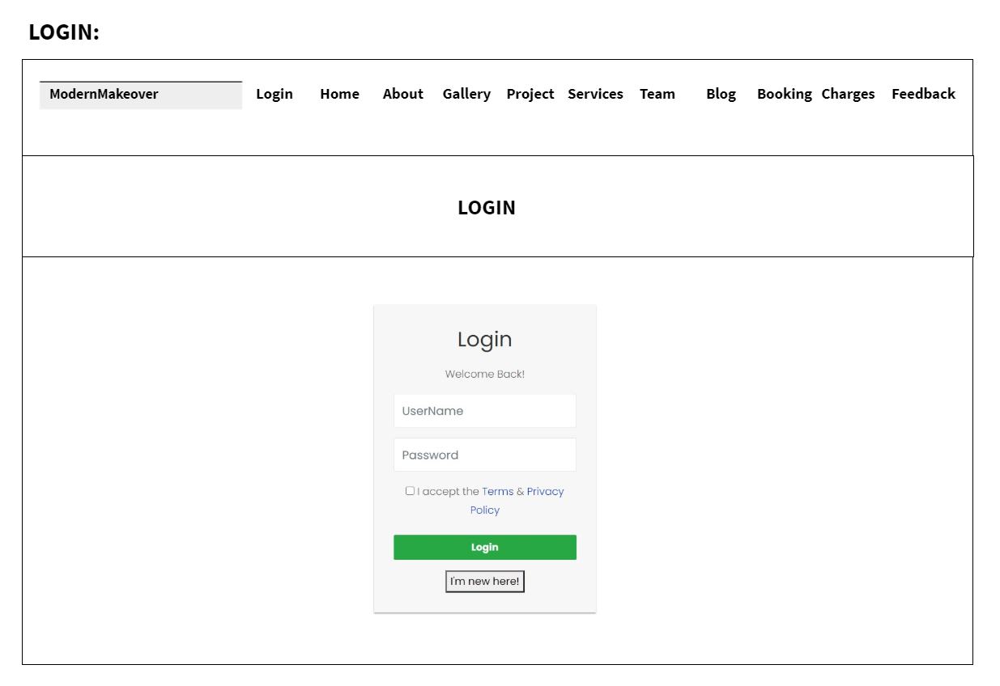 LOGIN:
ModernMakeover Login Home About Gallery Project Services Team Blog Booking Charges Feedback
LOGIN
Login
Welcome Back!
UserName
Password
I accept the Terms & Privacy
Policy
Login
I'm new here!